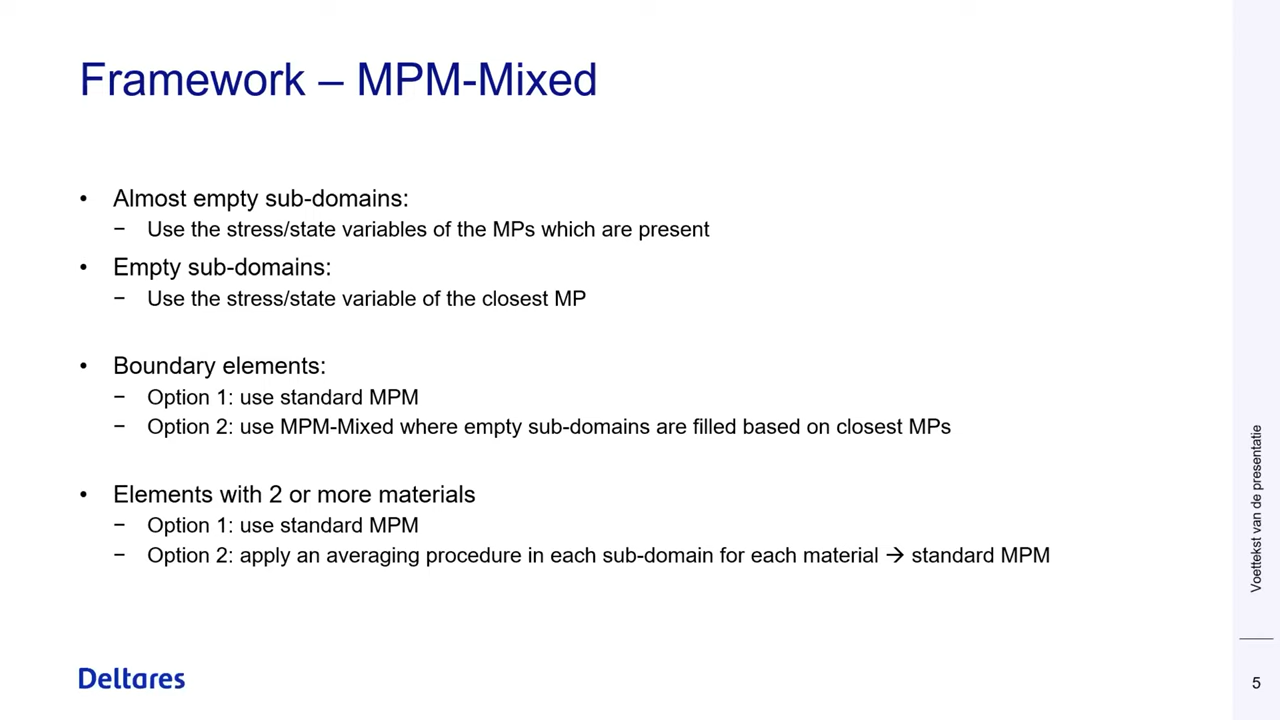 Framework – MPM-Mixed
• Almost empty sub-domains:
− Use the stress/state variables of the MPs which are present
• Empty sub-domains:
− Use the stress/state variable of the closest MP
• Boundary elements:
− Option 1: use standard MPM
− Option 2: use MPM-Mixed where empty sub-domains are filled based on closest MPs
• Elements with 2 or more materials
− Option 1: use standard MPM
− Option 2: apply an averaging procedure in each sub-domain for each material → standard MPM
Deltares
Voettekst van de presentatie
5